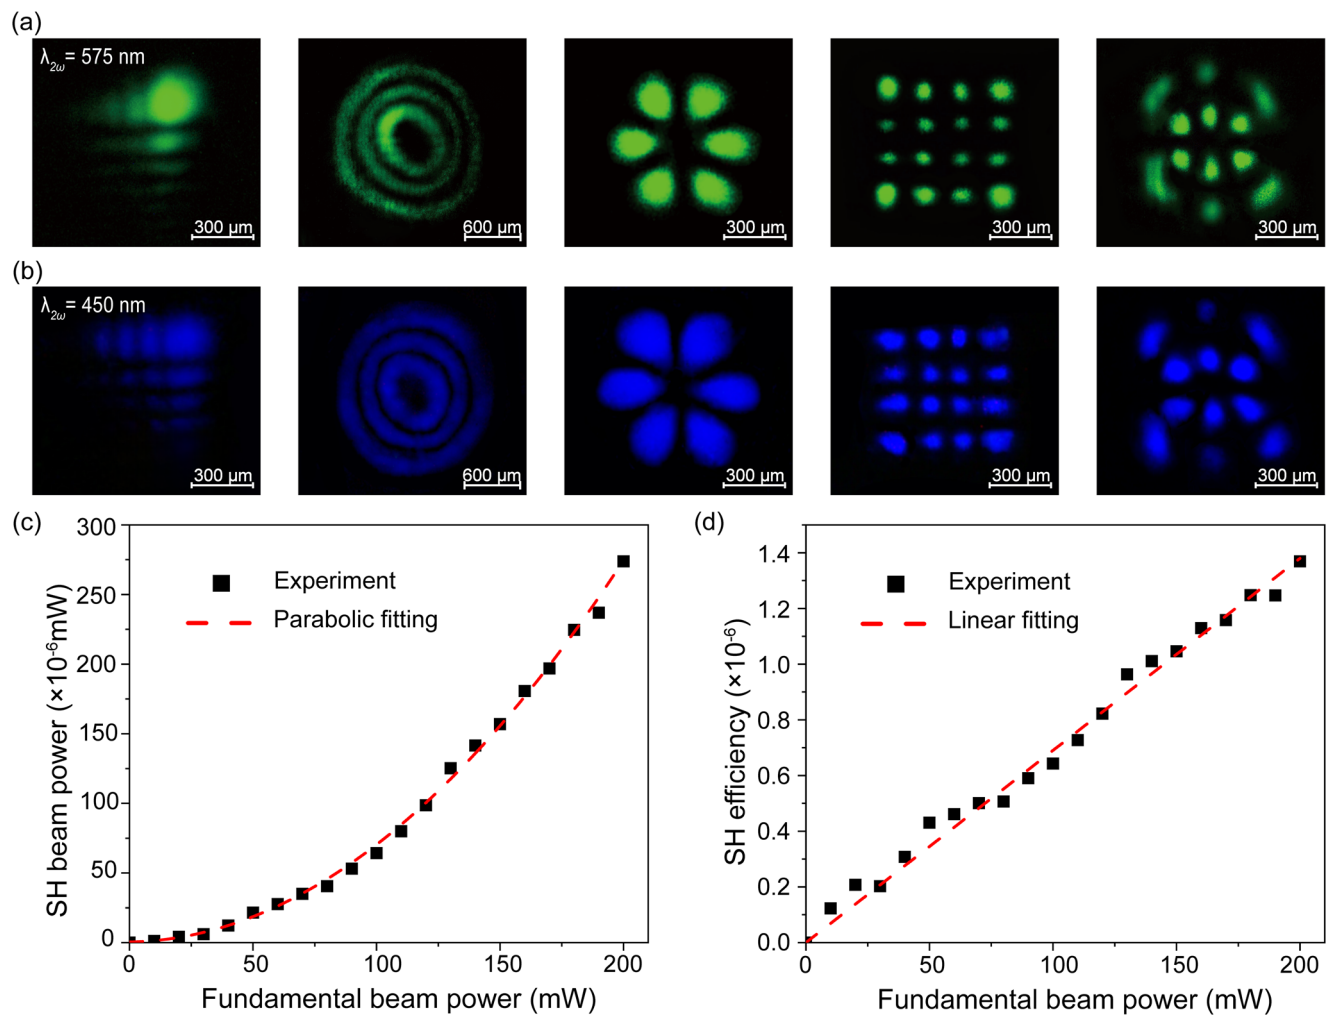 (a)
λ2ω= 575 nm
300 μm
600 μm
300 μm
300 μm
300 μm
(b)
λ2ω= 450 nm
300 μm
600 μm
300 μm
300 μm
300 μm
(c)
300
250
200
150
100
50
0
SH beam power (×10-6mW)
Experiment
Parabolic fitting
0
50
100
150
200
Fundamental beam power (mW)
(d)
1.4
1.2
1.0
0.8
0.6
0.4
0.2
0.0
SH efficiency (×10-6)
Experiment
Linear fitting
0
50
100
150
200
Fundamental beam power (mW)